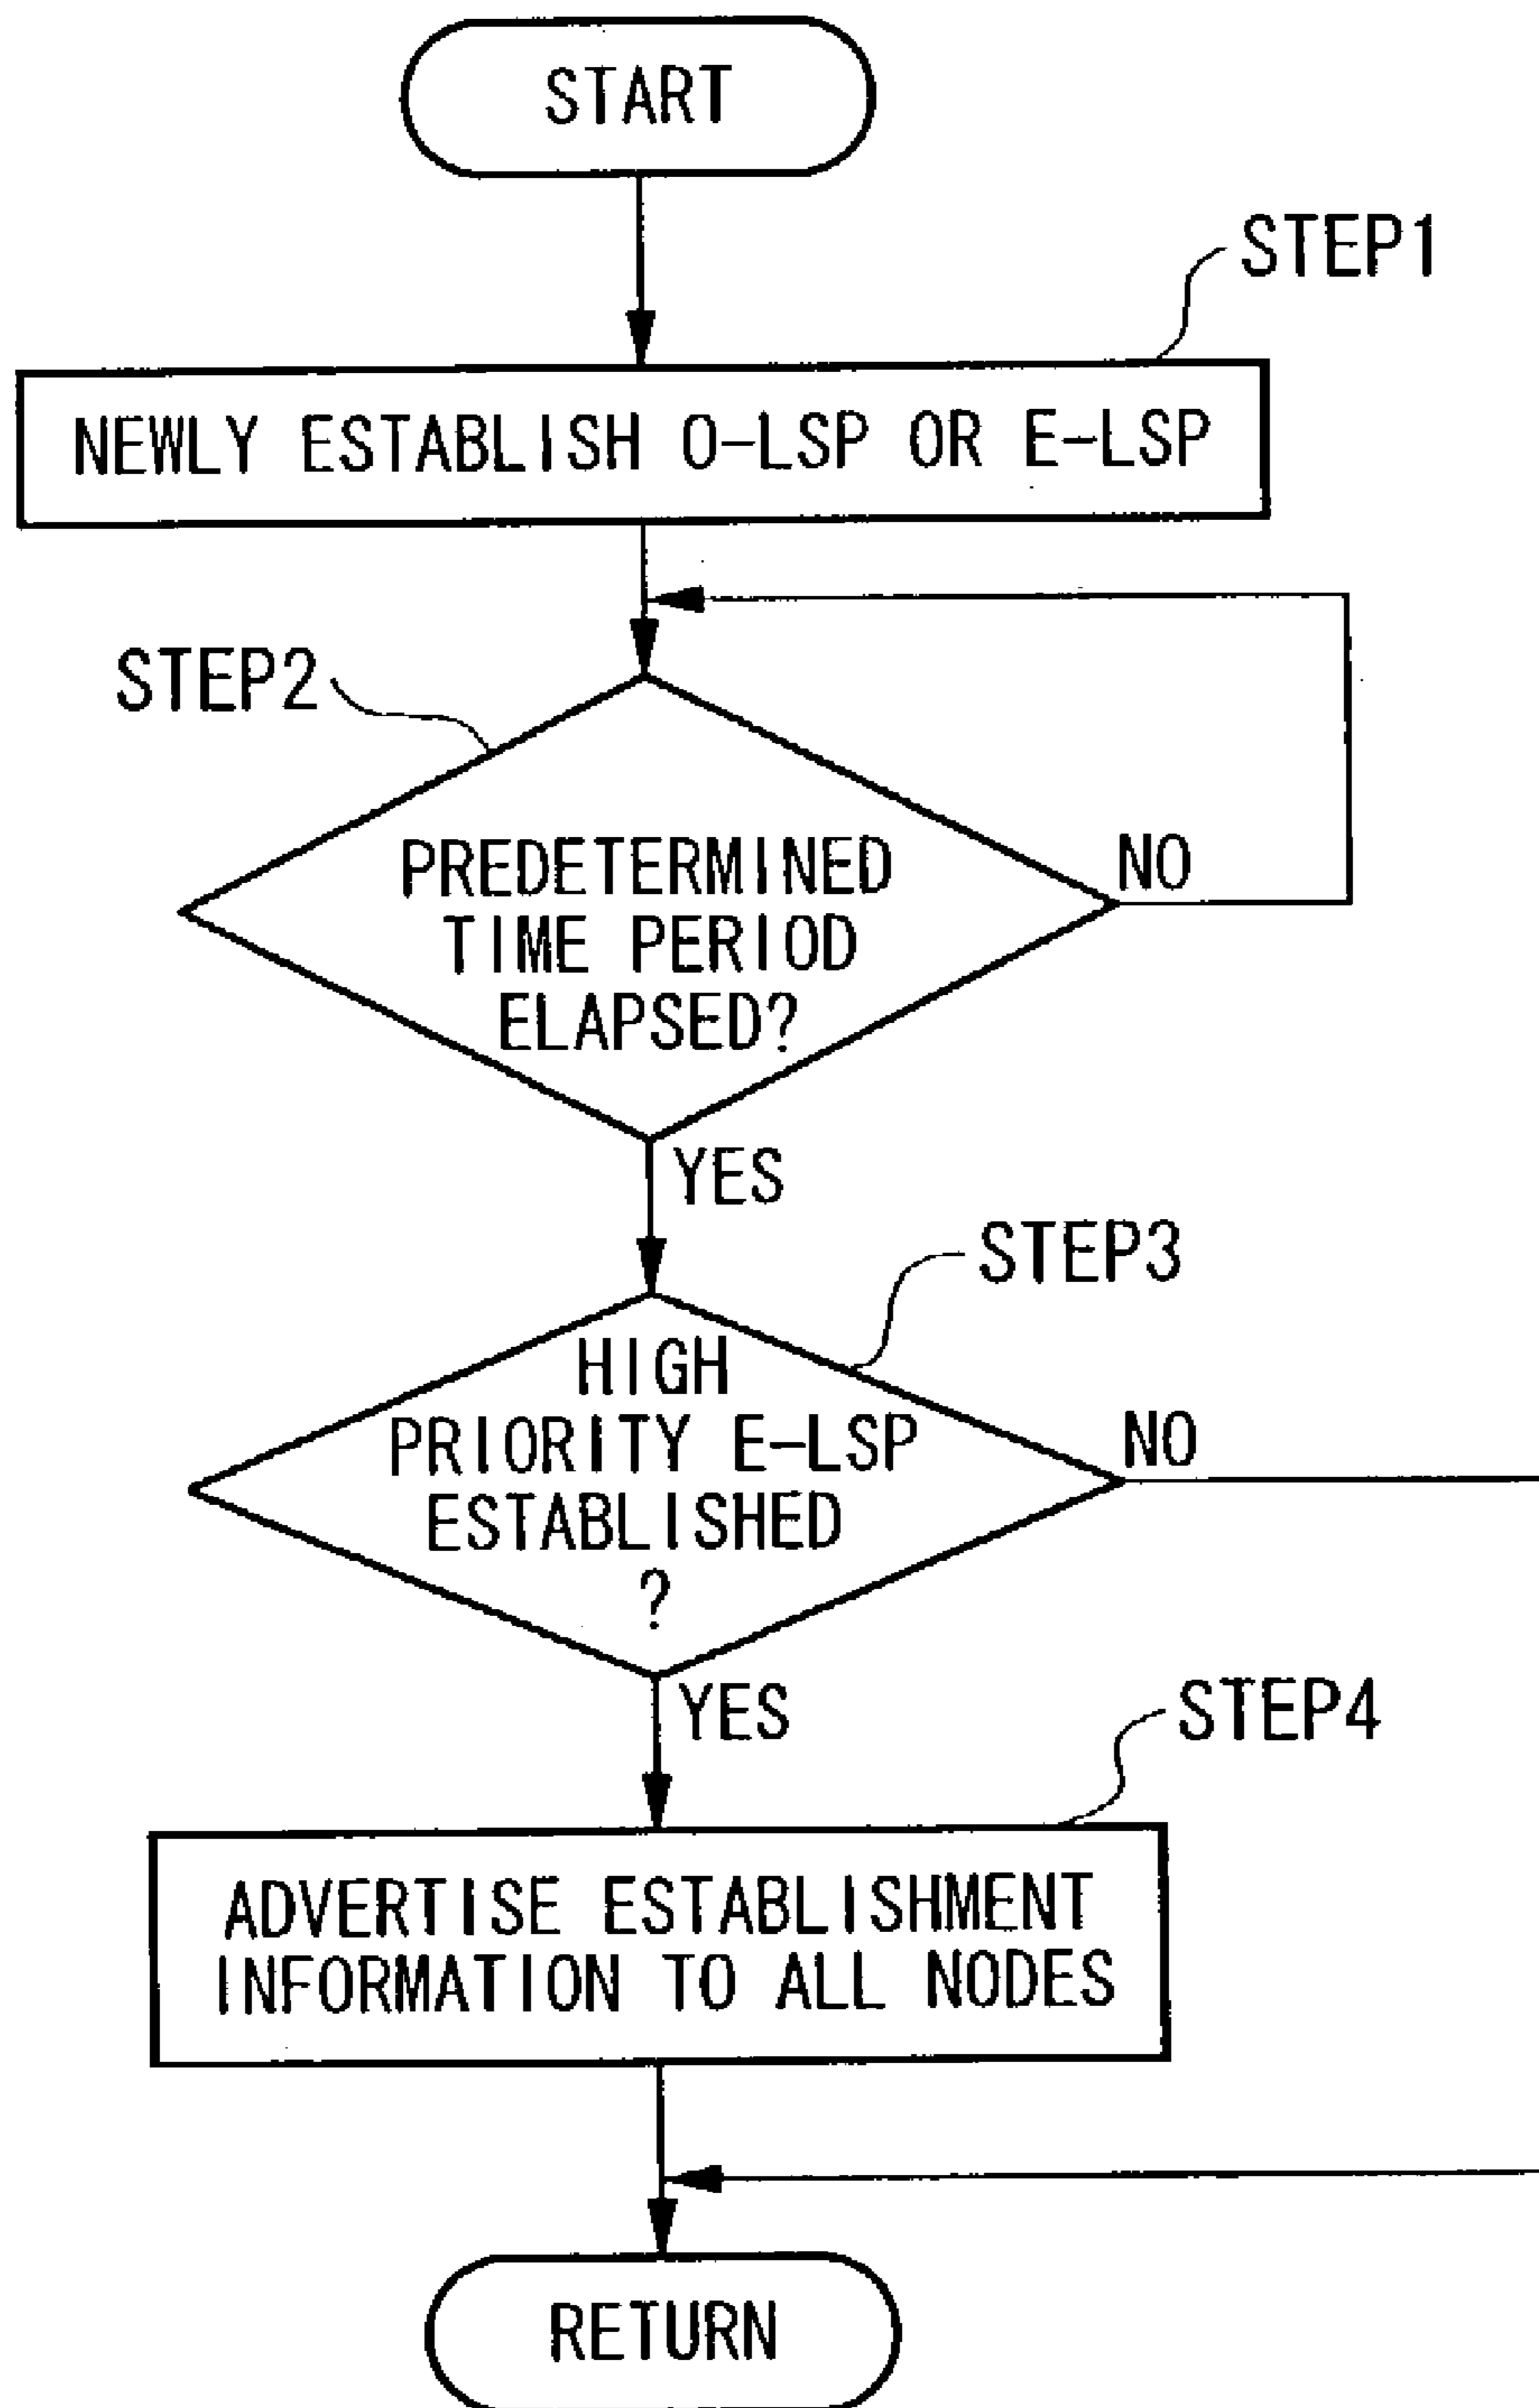 START
STEP1
NEWLY ESTABLISH O-LSP OR E-LSP
STEP2
PREDETERMINED
TIME PERIOD
ELAPSED?
NO
YES
STEP3
HIGH
PRIORITY E-LSP
ESTABLISHED
?
NO
YES
STEP4
ADVERTISE ESTABLISHMENT
INFORMATION TO ALL NODES
RETURN